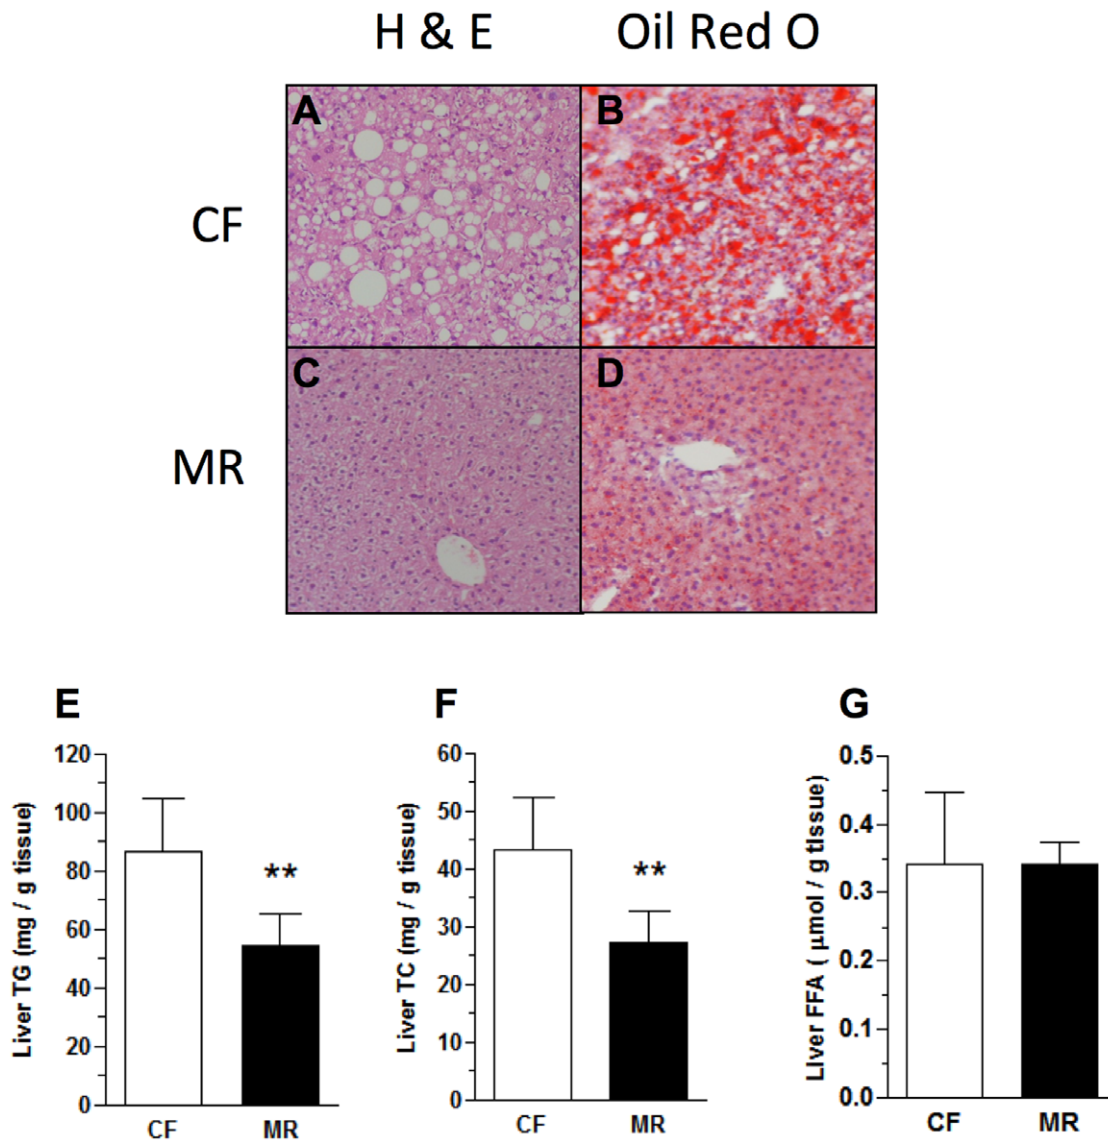 H & E
Oil Red O
A
B
CF
C
D
MR
E
120
100
80
60
40
20
0
Liver TG (mg / g tissue)
**
CF
MR
F
60
50
40
30
20
10
0
Liver TC (mg / g tissue)
**
CF
MR
G
0.5
0.4
0.3
0.2
0.1
0.0
Liver FFA ( μmol / g tissue)
CF
MR